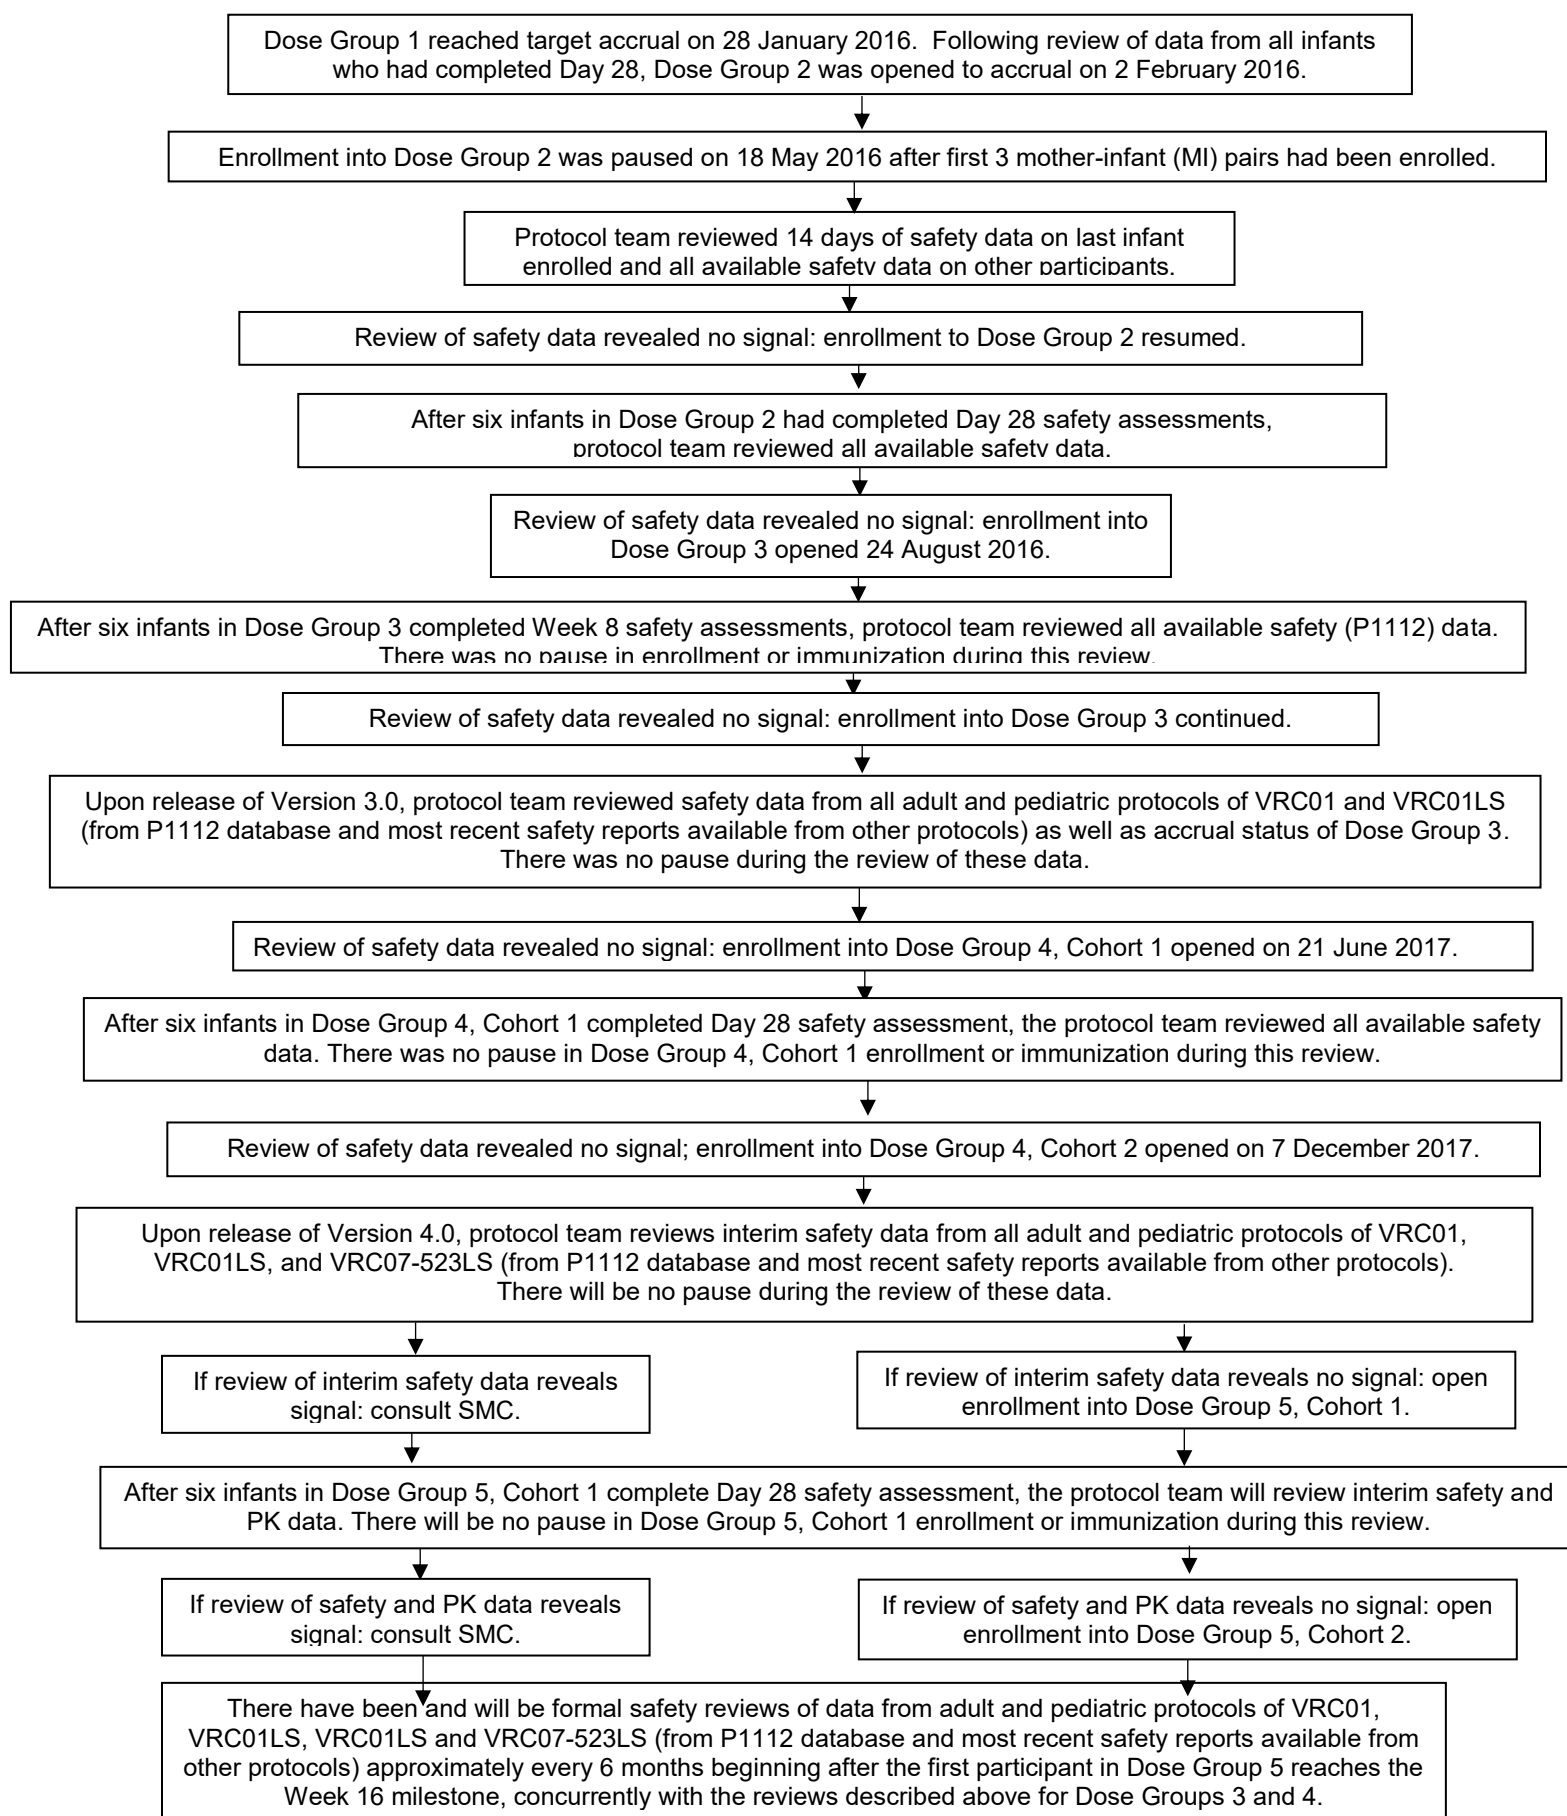 Dose Group 1 reached target accrual on 28 January 2016.  Following review of data from all infants
who had completed Day 28, Dose Group 2 was opened to accrual on 2 February 2016.
Enrollment into Dose Group 2 was paused on 18 May 2016 after first 3 mother-infant (MI) pairs had been enrolled.
Protocol team reviewed 14 days of safety data on last infant
enrolled and all available safety data on other participants.
Review of safety data revealed no signal: enrollment to Dose Group 2 resumed.
After six infants in Dose Group 2 had completed Day 28 safety assessments,
protocol team reviewed all available safety data.
Review of safety data revealed no signal: enrollment into
Dose Group 3 opened 24 August 2016.
After six infants in Dose Group 3 completed Week 8 safety assessments, protocol team reviewed all available safety (P1112) data.
There was no pause in enrollment or immunization during this review.
Review of safety data revealed no signal: enrollment into Dose Group 3 continued.
Upon release of Version 3.0, protocol team reviewed safety data from all adult and pediatric protocols of VRC01 and VRC01LS
(from P1112 database and most recent safety reports available from other protocols) as well as accrual status of Dose Group 3.
There was no pause during the review of these data.
Review of safety data revealed no signal: enrollment into Dose Group 4, Cohort 1 opened on 21 June 2017.
After six infants in Dose Group 4, Cohort 1 completed Day 28 safety assessment, the protocol team reviewed all available safety
data. There was no pause in Dose Group 4, Cohort 1 enrollment or immunization during this review.
Review of safety data revealed no signal; enrollment into Dose Group 4, Cohort 2 opened on 7 December 2017.
Upon release of Version 4.0, protocol team reviews interim safety data from all adult and pediatric protocols of VRC01,
VRC01LS, and VRC07-523LS (from P1112 database and most recent safety reports available from other protocols).
There will be no pause during the review of these data.
If review of interim safety data reveals
signal: consult SMC.
If review of interim safety data reveals no signal: open
enrollment into Dose Group 5, Cohort 1.
After six infants in Dose Group 5, Cohort 1 complete Day 28 safety assessment, the protocol team will review interim safety and
PK data. There will be no pause in Dose Group 5, Cohort 1 enrollment or immunization during this review.
If review of safety and PK data reveals
signal: consult SMC.
If review of safety and PK data reveals no signal: open
enrollment into Dose Group 5, Cohort 2.
There have been and will be formal safety reviews of data from adult and pediatric protocols of VRC01,
VRC01LS, VRC01LS and VRC07-523LS (from P1112 database and most recent safety reports available from
other protocols) approximately every 6 months beginning after the first participant in Dose Group 5 reaches the
Week 16 milestone, concurrently with the reviews described above for Dose Groups 3 and 4.